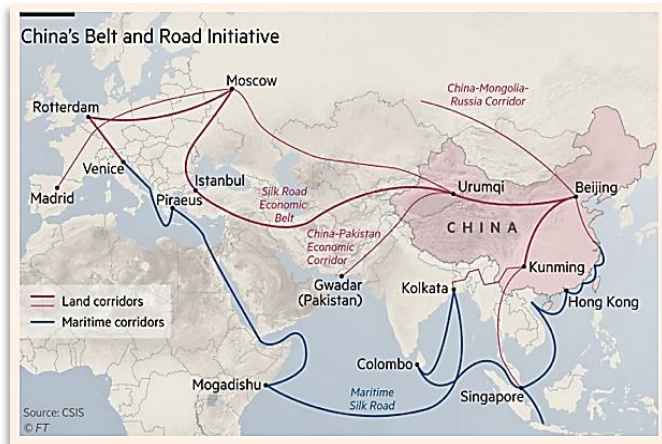 China's Belt and Road Initiative
Moscow
China-Mongolia-
Russia Corridor
Rotterdam
Venice
Istanbul
Urumqi
Beijing
Madrid
Piraeus
Silk Road
Economic
Belt
CHINA
China-Pakistan
Economic
Corridor
Kunming
Gwadar
(Pakistan)
Kolkata
Hong Kong
Land corridors
Maritime corridors
Colombo
Mogadishu
Maritime
Silk Road
Singapore
Source: CSIS
© FT